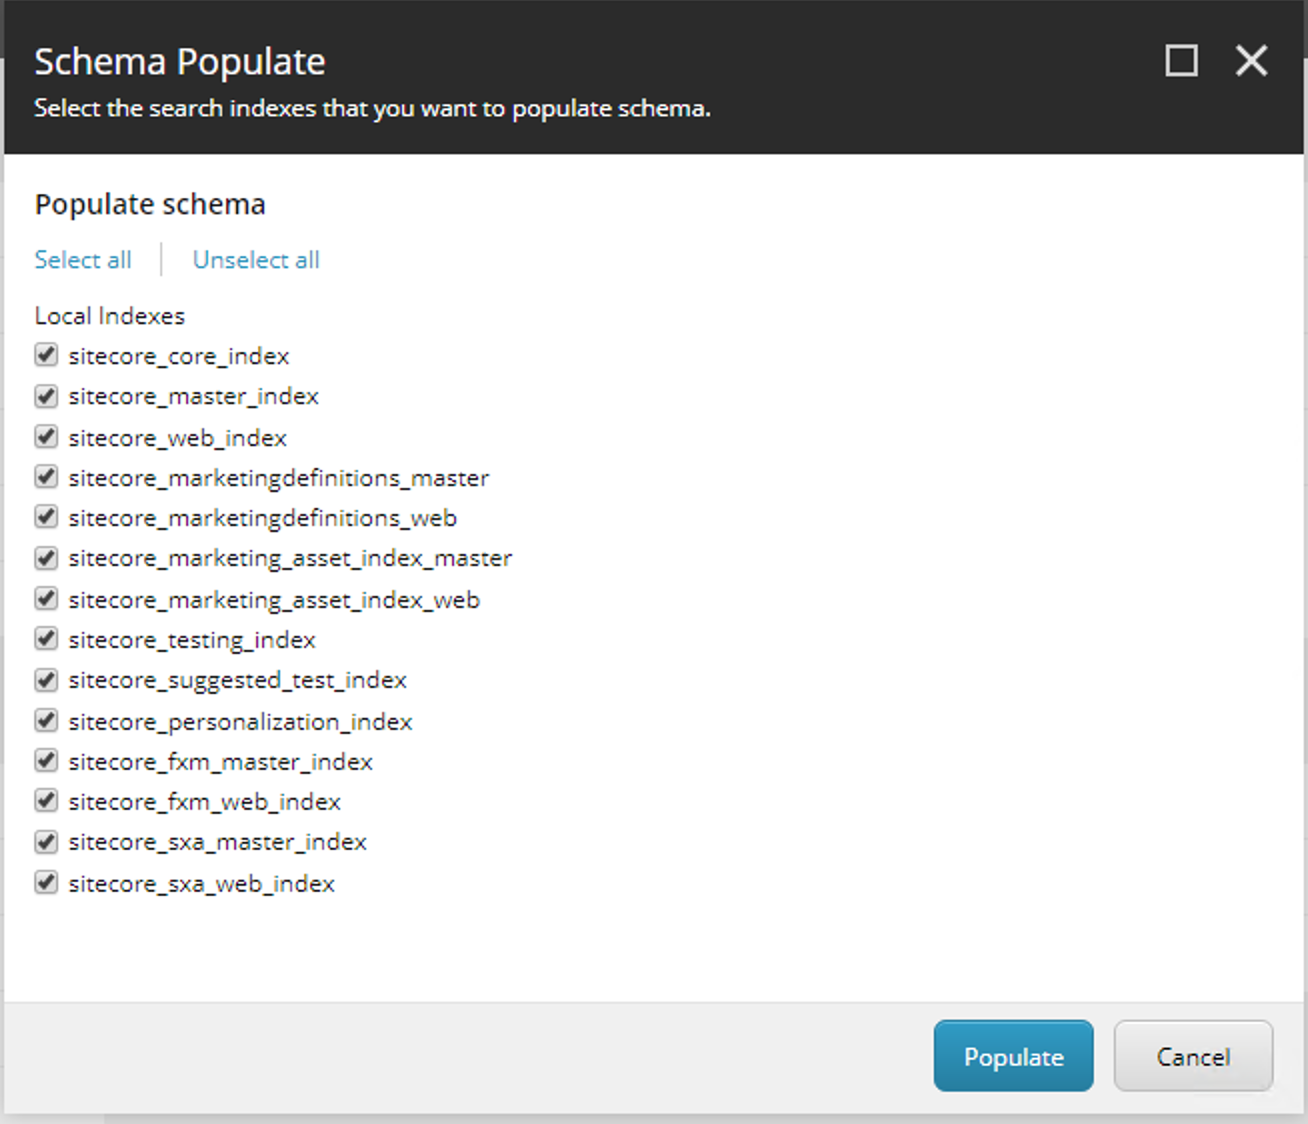 Schema Populate
Select the search indexes that you want to populate schema.
Populate schema
Select all | Unselect all
Local Indexes
sitecore_core_index
sitecore_master_index
sitecore_web_index
sitecore_marketingdefinitions_master
sitecore_marketingdefinitions_web
sitecore_marketing_asset_index_master
sitecore_marketing_asset_index_web
sitecore_testing_index
sitecore_suggested_test_index
sitecore_personalization_index
sitecore_fxm_master_index
sitecore_fxm_web_index
sitecore_sxa_master_index
sitecore_sxa_web_index
Populate Cancel